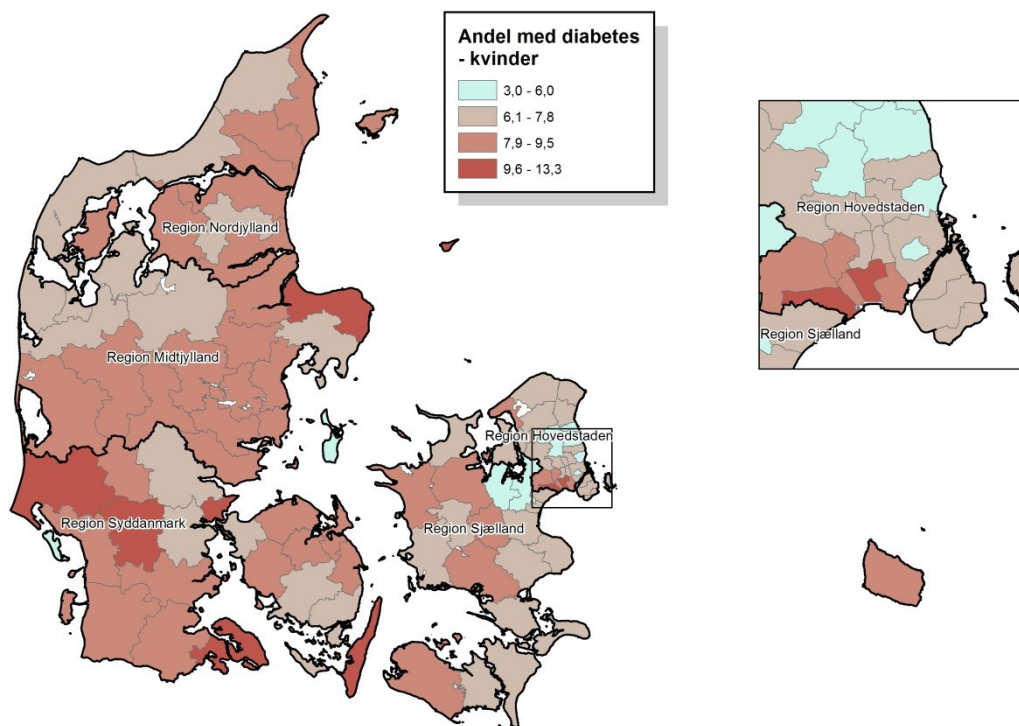 Andel med diabetes
- kvinder
3,0 - 6,0
6,1 - 7,8
7,9 - 9,5
9,6 - 13,3
Region Hovedstaden
Region Nordjylland
Region Sjælland
Region Midtjylland
Region Hovedstaden
Region Syddanmark
Region Sjælland